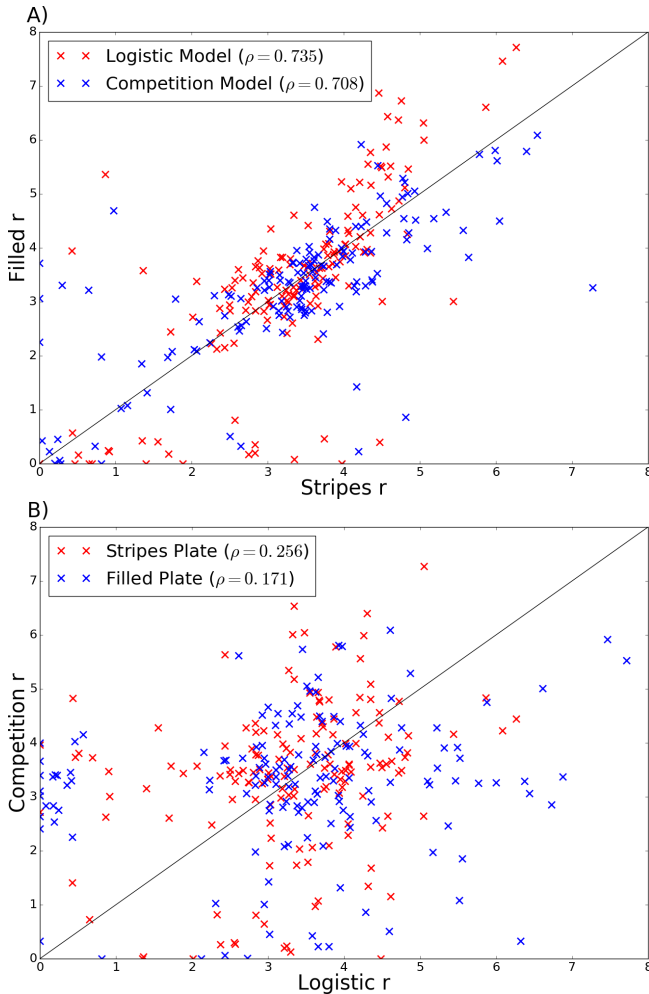 A)
Logistic Model (ρ = 0.735)
Competition Model (ρ = 0.708)
8
7
6
5
4
3
2
1
0
Filled r
0 1 2 3 4 5 6 7 8
Stripes r
B)
Stripes Plate (ρ = 0.256)
Filled Plate (ρ = 0.171)
8
7
6
5
4
3
2
1
0
Competition r
0 1 2 3 4 5 6 7 8
Logistic r